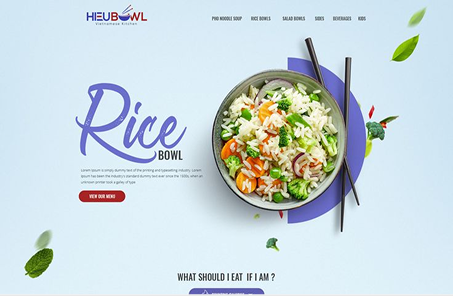 HIEUBOWL
Vietnamese Kitchen
PHO NOODLE SOUP RICE BOWLS SALAD BOWLS SIDES BEVERAGES KIDS
Rice
BOWL
Lorem Ipsum is simply dummy text of the printing and typesetting industry. Lorem
Ipsum has been the industry's standard dummy text ever since the 1500s, when an
unknown printer took a galley of type
VIEW OUR MENU
WHAT SHOULD I EAT IF I AM ?